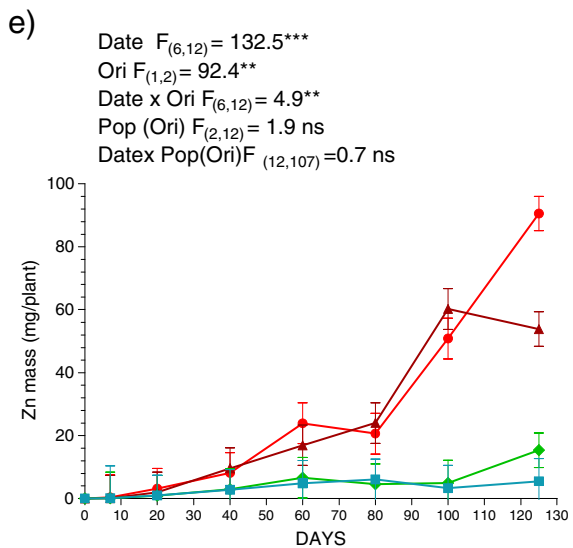 e)
Date F(6,12)= 132.5***
Ori F(1,2)= 92.4**
Date x Ori F(6,12)= 4.9**
Pop (Ori) F(2,12)= 1.9 ns
Datex Pop(Ori)F (12,107) =0.7 ns
100
80
60
40
20
0
Zn mass (mg/plant)
0 10 20 30 40 50 60 70 80 90 100 110 120 130
DAYS